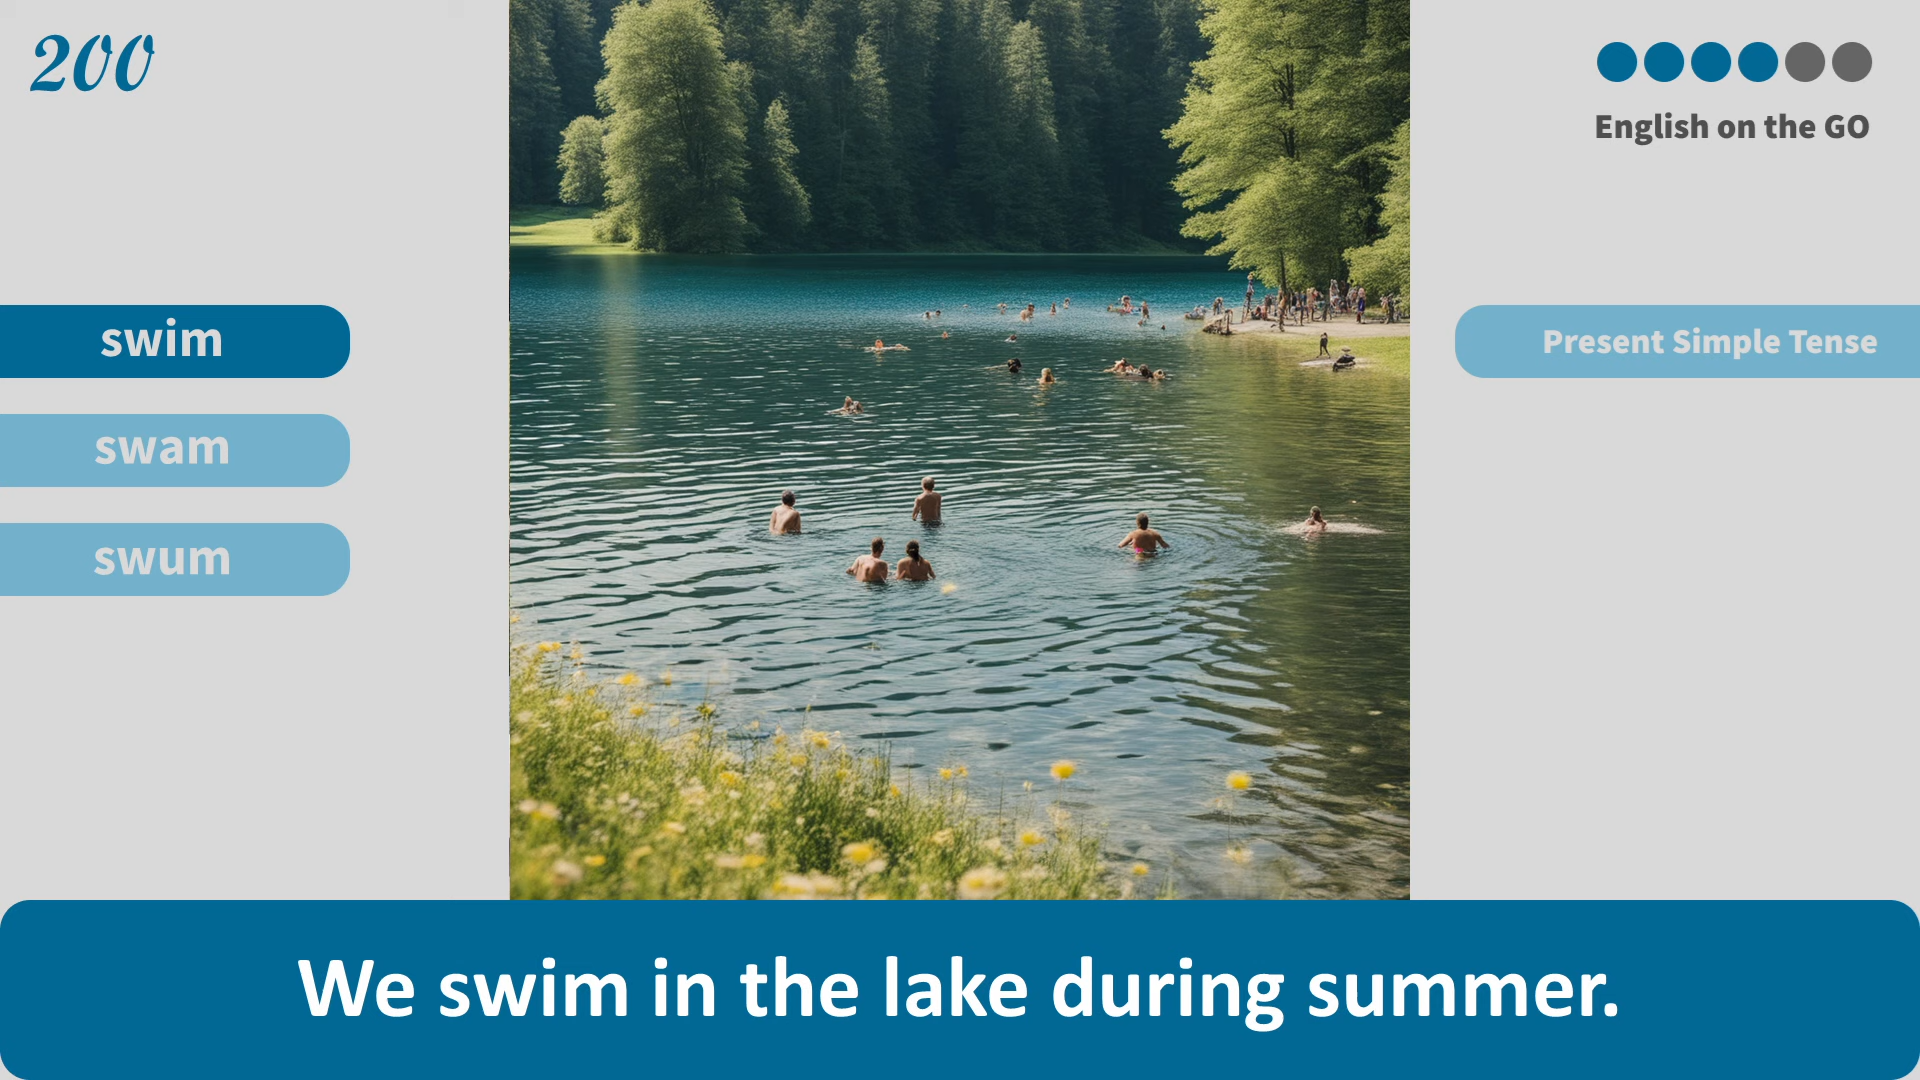 200
English on the GO
swim
swam
swum
Present Simple Tense
We swim in the lake during summer.